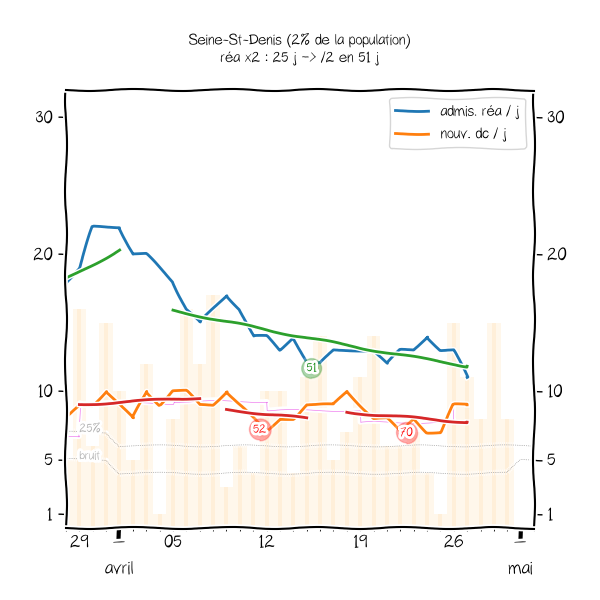 Seine-St-Denis (2% de la population)
réa x2 : 25 j -> /2 en 51 j
admis. réa / j
nouv. dc / j
30
30
20
20
10
10
5
5
1
1
25%
bruit
51
52
70
29
05
12
19
26
avril
mai